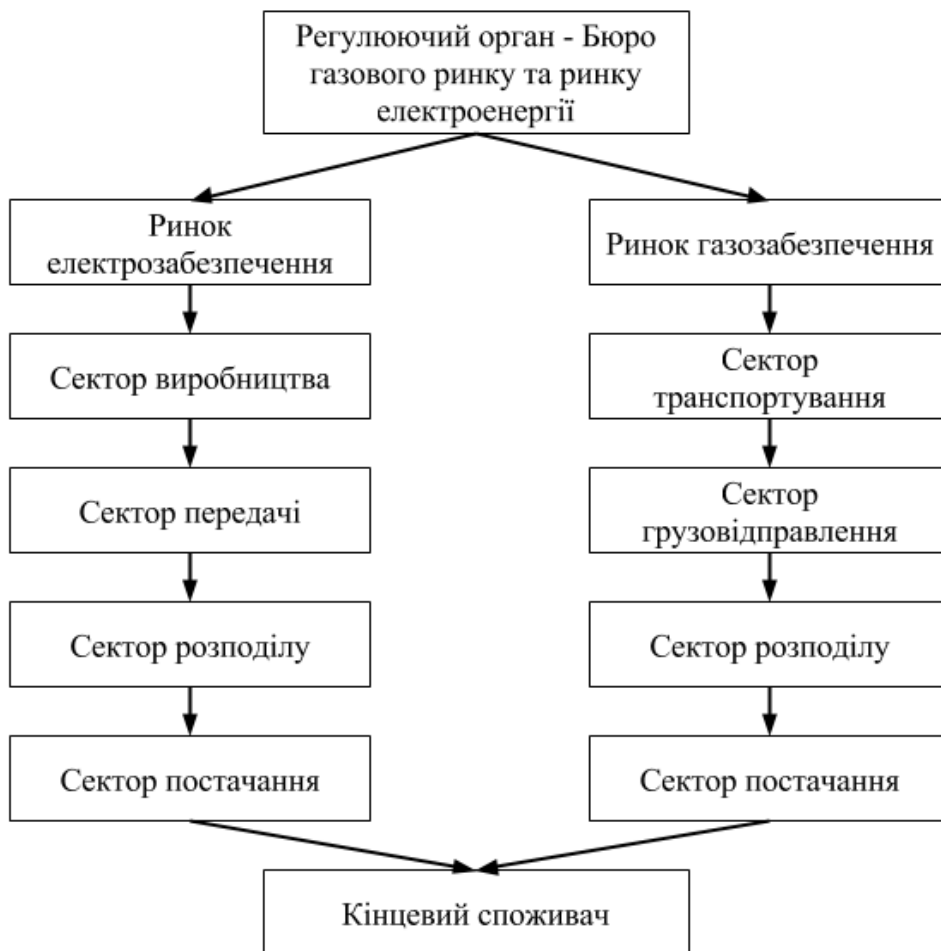 Регулюючий орган - Бюро
газового ринку та ринку
електроенергії
Ринок
електрозабезпечення
Ринок газозабезпечення
Сектор виробництва
Сектор
транспортування
Сектор передачі
Сектор
грузовідправлення
Сектор розподілу
Сектор розподілу
Сектор постачання
Сектор постачання
Кінцевий споживач